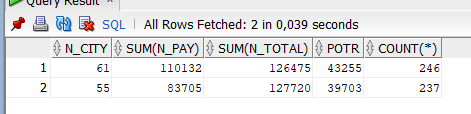 Query Result ×
SQL | All Rows Fetched: 2 in 0,039 seconds
N_CITY SUM(N_PAY) SUM(N_TOTAL) POTR COUNT(*)
1 61 110132 126475 43255 246
2 55 83705 127720 39703 237